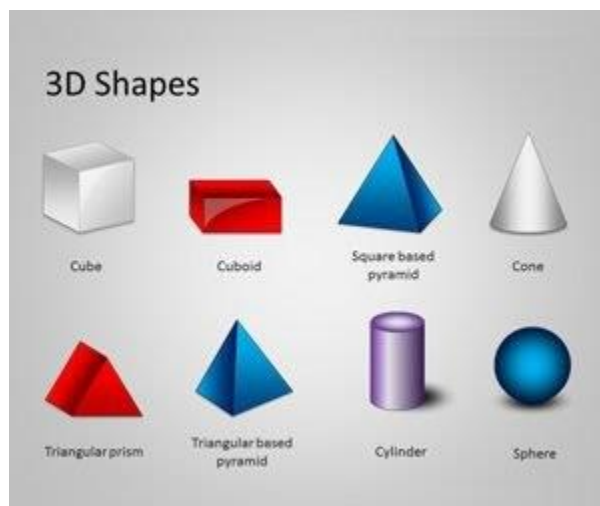 3D Shapes
Cube
Cuboid
Square based
pyramid
Cone
Triangular prism
Triangular based
pyramid
Cylinder
Sphere